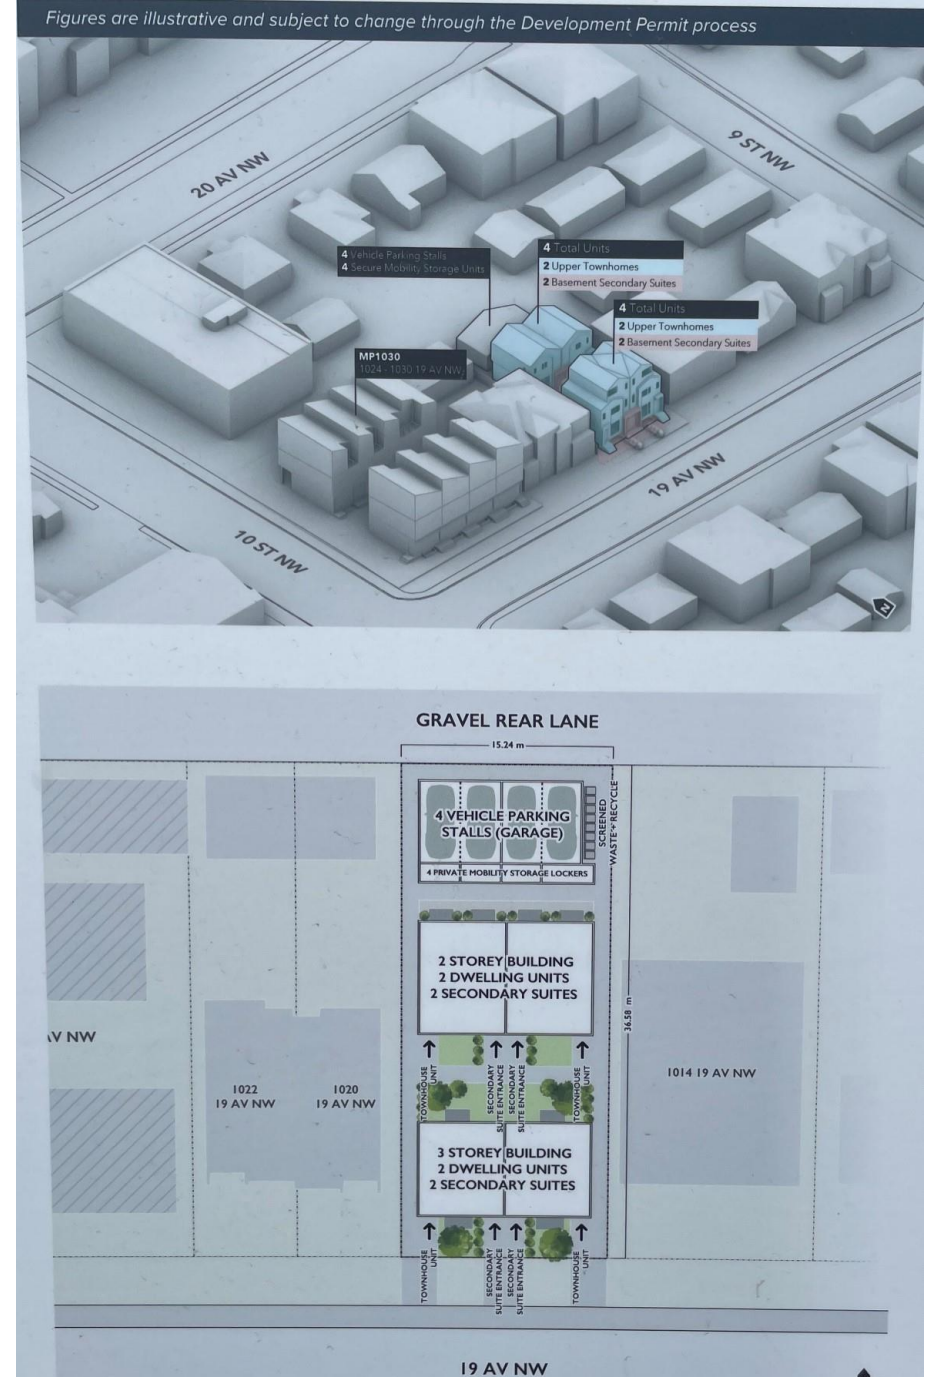 Figures are illustrative and subject to change through the Development Permit process
20 AV NW
9 ST NW
4 Vehicle Parking Stalls
4 Secure Mobility Storage Units
4 Total Units
2 Upper Townhomes
2 Basement Secondary Suites
4 Total Units
2 Upper Townhomes
2 Basement Secondary Suites
MP1030
1024 - 1030 19 AV NW
19 AV NW
10 ST NW
N
GRAVEL REAR LANE
15.24 m
4 VEHICLE PARKING
STALLS (GARAGE)
SCREENED
WASTE + RECYCLE
4 PRIVATE MOBILITY STORAGE LOCKERS
2 STOREY BUILDING
2 DWELLING UNITS
2 SECONDARY SUITES
36.58 m
AV NW
TOWNHOUSE
UNIT
SECONDARY
SUITE ENTRANCE
SECONDARY
SUITE ENTRANCE
TOWNHOUSE
UNIT
1022
19 AV NW
1020
19 AV NW
1014 19 AV NW
3 STOREY BUILDING
2 DWELLING UNITS
2 SECONDARY SUITES
TOWNHOUSE
UNIT
SECONDARY
SUITE ENTRANCE
SECONDARY
SUITE ENTRANCE
TOWNHOUSE
UNIT
19 AV NW